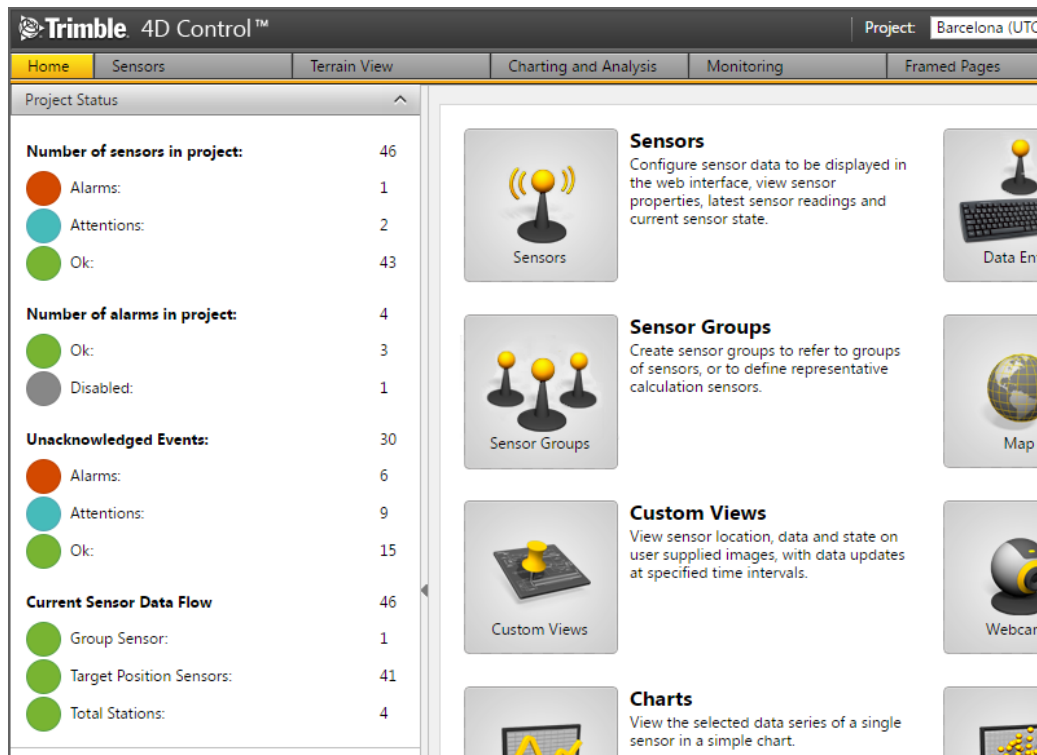 Trimble. 4D Control™
Project: Barcelona (UTC
Home Sensors Terrain View Charting and Analysis Monitoring Framed Pages
Project Status
Number of sensors in project: 46
Alarms: 1
Attentions: 2
Ok: 43
Number of alarms in project: 4
Ok: 3
Disabled: 1
Unacknowledged Events: 30
Alarms: 6
Attentions: 9
Ok: 15
Current Sensor Data Flow 46
Group Sensor: 1
Target Position Sensors: 41
Total Stations: 4
Sensors
Sensors
Configure sensor data to be displayed in
the web interface, view sensor
properties, latest sensor readings and
current sensor state.
Data En
Sensor Groups
Sensor Groups
Create sensor groups to refer to groups
of sensors, or to define representative
calculation sensors.
Map
Custom Views
Custom Views
View sensor location, data and state on
user supplied images, with data updates
at specified time intervals.
Webcar
Charts
View the selected data series of a single
sensor in a simple chart.